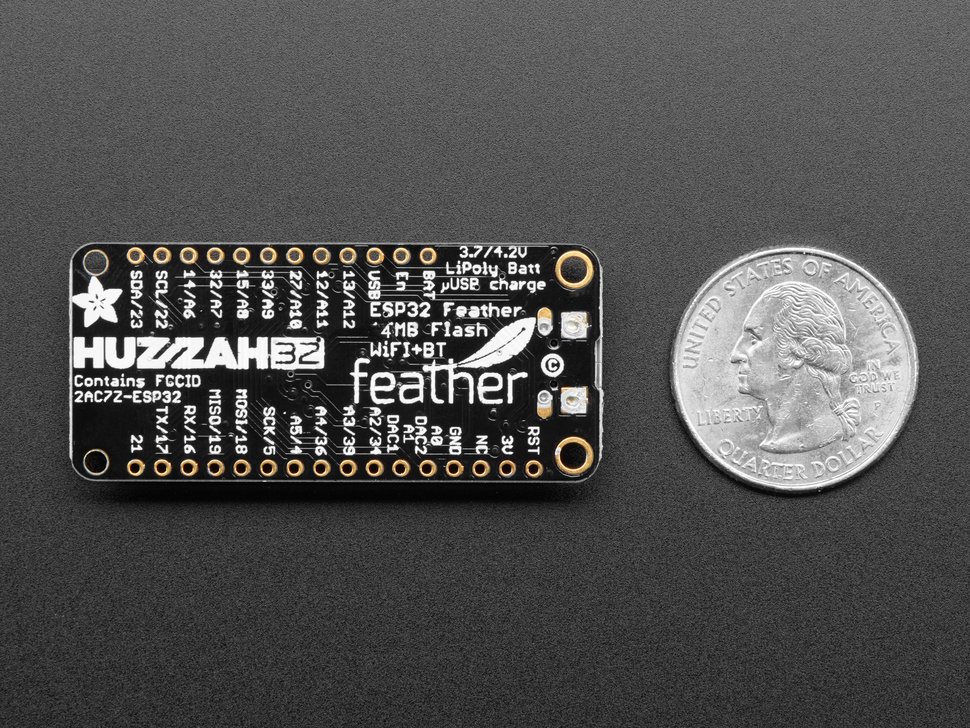 SDA/23
SCL/22
14/A6
32/A7
15/A8
33/A9
27/A10
12/A11
13/A12
USB
En
BAT
3.7/4.2V
LiPoly Batt
µUSB charge
ESP32 Feather
4MB Flash
WiFI+BT
HUZZAH32
feather
©
Contains FCCID
2AC7Z-ESP32
21
TX/17
RX/16
MISO/19
MOSI/18
SCK/5
A5/4
A4/36
A3/39
A2/34
DAC1
A1
DAC2
A0
GND
NC
3V
RST
UNITED STATES OF AMERICA
LIBERTY
IN
GOD WE
TRUST
P
QUARTER DOLLAR